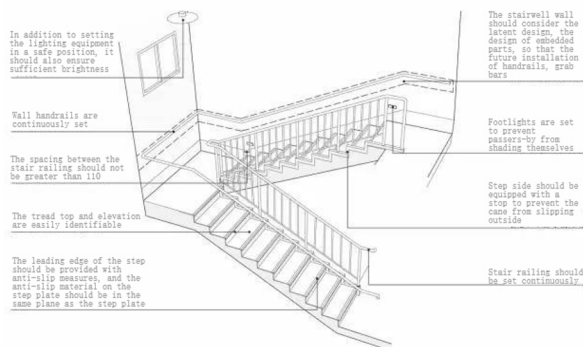 In addition to setting
the lighting equipment
in a safe position, it
should also ensure
sufficient brightness
Wall handrails are
continuously set
The spacing between the
stair railing should not
be greater than 110
The tread top and elevation
are easily identifiable
The leading edge of the step
should be provided with
anti-slip measures, and the
anti-slip material on the
step plate should be in the
same plane as the step plate
The stairwell wall
should consider the
latent design, the
design of embedded
parts, so that the
future installation
of handrails, grab
bars
Footlights are set
to prevent
passers-by from
shading themselves
Step side should be
equipped with a
stop to prevent the
cane from slipping
outside
Stair railing should
be set continuously